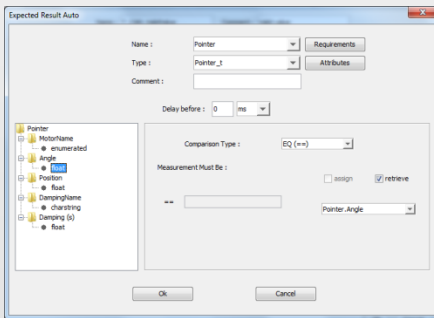 Expected Result Auto
Name : Pointer Requirements
Type : Pointer_t Attributes
Comment :
Delay before : 0 ms
Pointer
MotorName
enumerated
Angle
float
Position
float
DampingName
charstring
Damping (s)
float
Comparison Type : EQ (==)
Measurement Must Be :
assign retrieve
==
Pointer.Angle
Ok Cancel